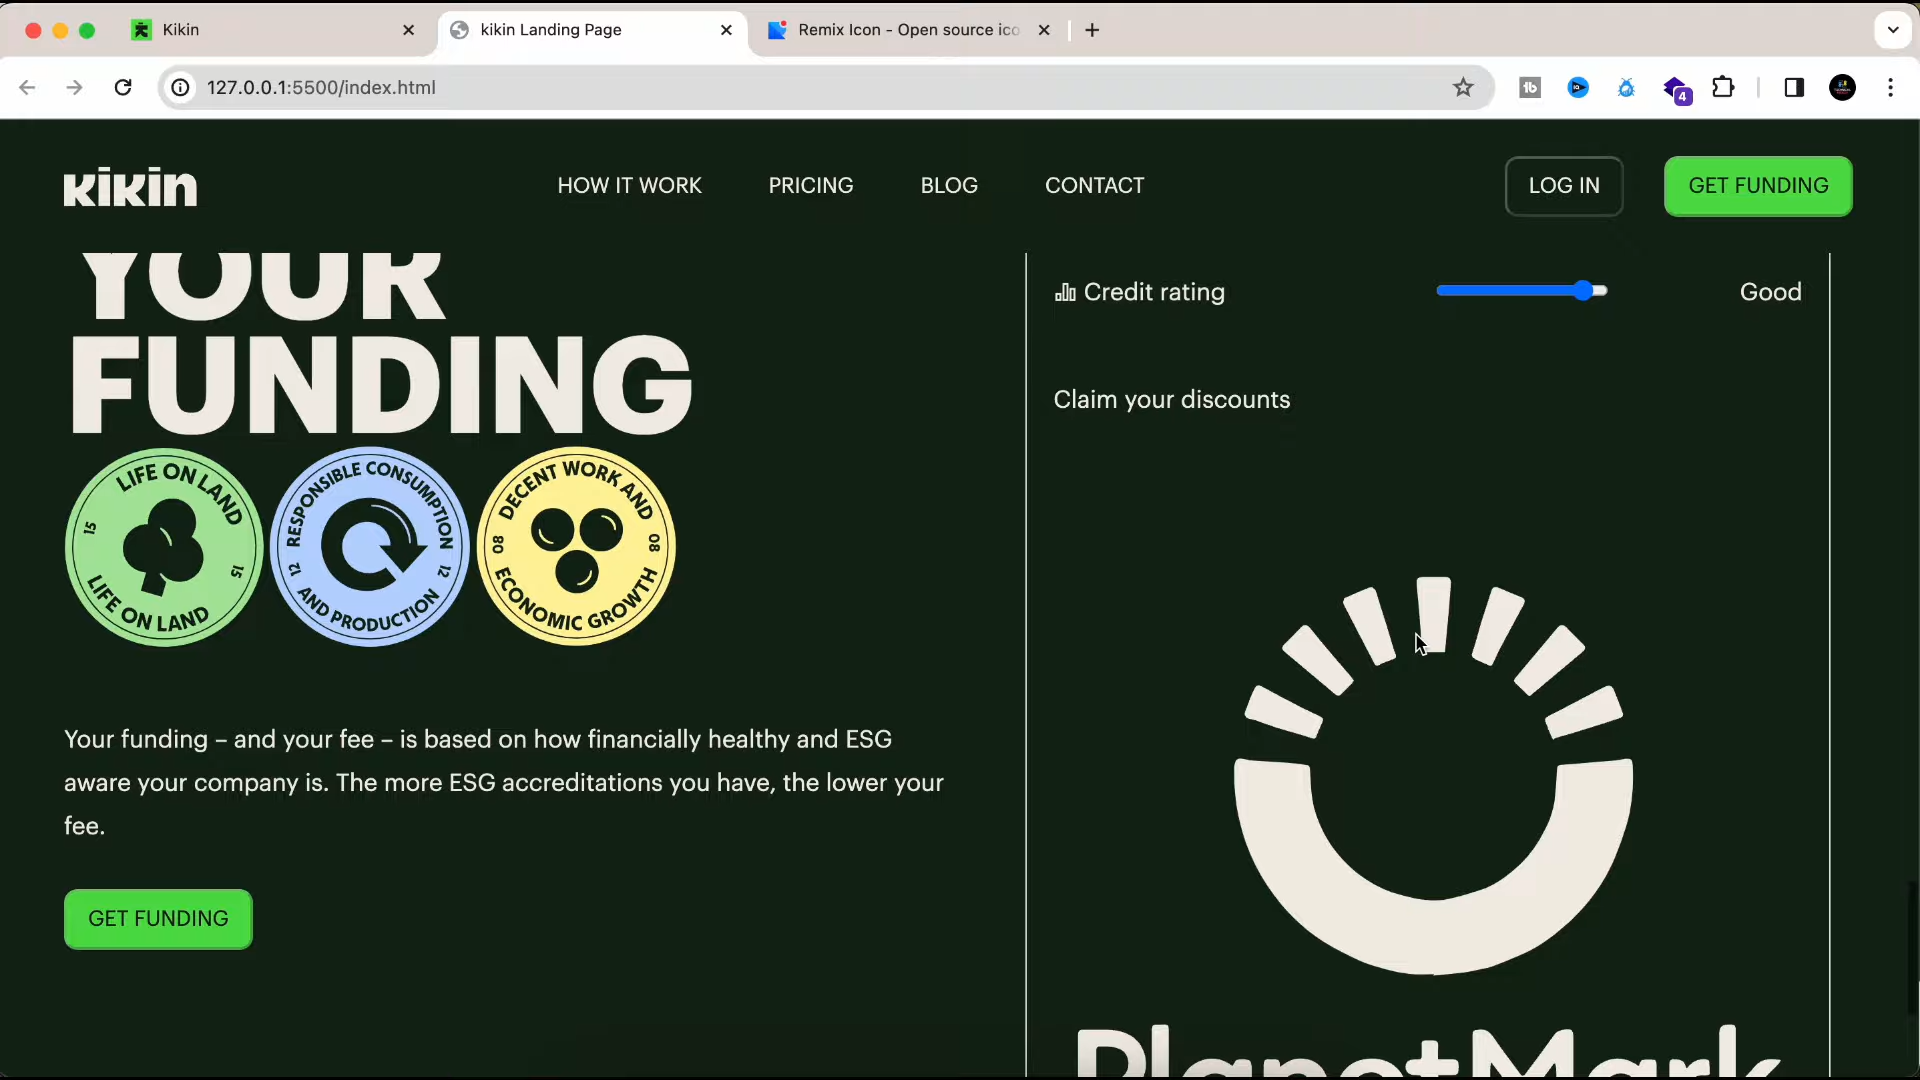 Kikin
kikin Landing Page
Remix Icon - Open source ico
127.0.0.1:5500/index.html
4
kikin
HOW IT WORK
PRICING
BLOG
CONTACT
LOG IN
GET FUNDING
YOUR
FUNDING
LIFE ON LAND
15
15
LIFE ON LAND
RESPONSIBLE CONSUMPTION
12
12
AND PRODUCTION
DECENT WORK AND
08
08
ECONOMIC GROWTH
Your funding – and your fee – is based on how financially healthy and ESG
aware your company is. The more ESG accreditations you have, the lower your
fee.
GET FUNDING
Credit rating
Good
Claim your discounts
PlanetMark